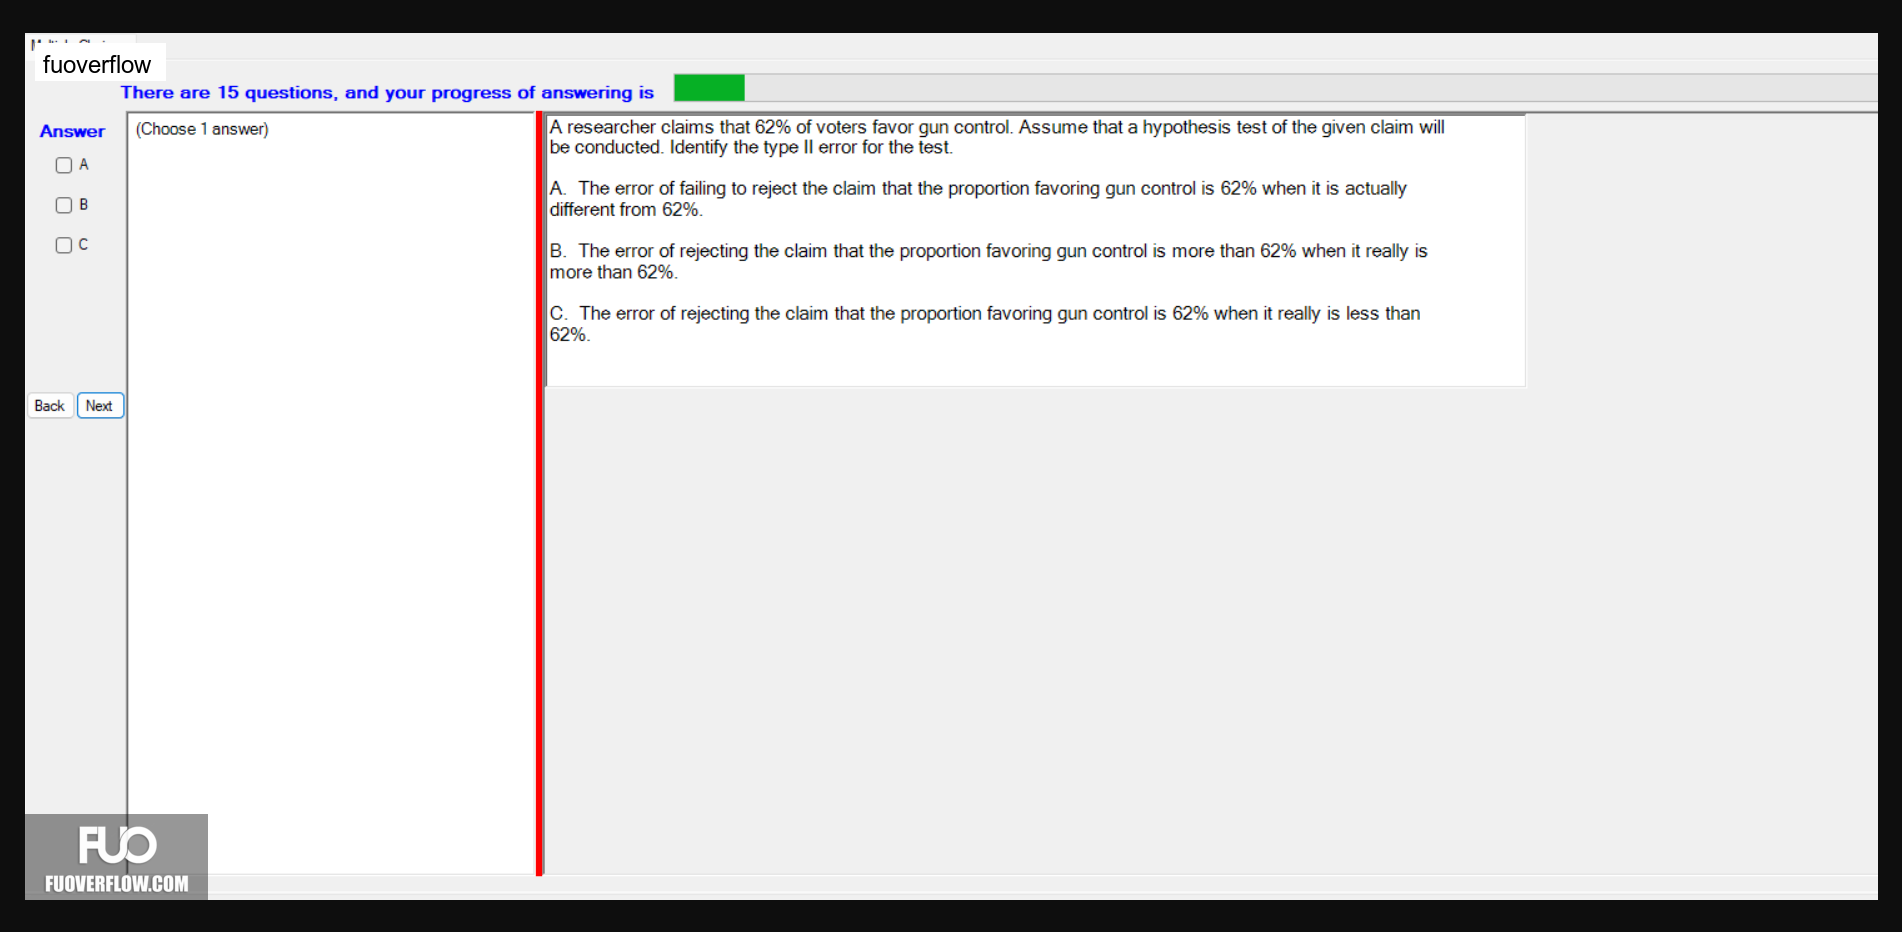 fuoverflow
There are 15 questions, and your progress of answering is
Answer
(Choose 1 answer)
A
B
C
Back
Next
A researcher claims that 62% of voters favor gun control. Assume that a hypothesis test of the given claim will
be conducted. Identify the type II error for the test.
A. The error of failing to reject the claim that the proportion favoring gun control is 62% when it is actually
different from 62%.
B. The error of rejecting the claim that the proportion favoring gun control is more than 62% when it really is
more than 62%.
C. The error of rejecting the claim that the proportion favoring gun control is 62% when it really is less than
62%.
FUO
FUOVERFLOW.COM